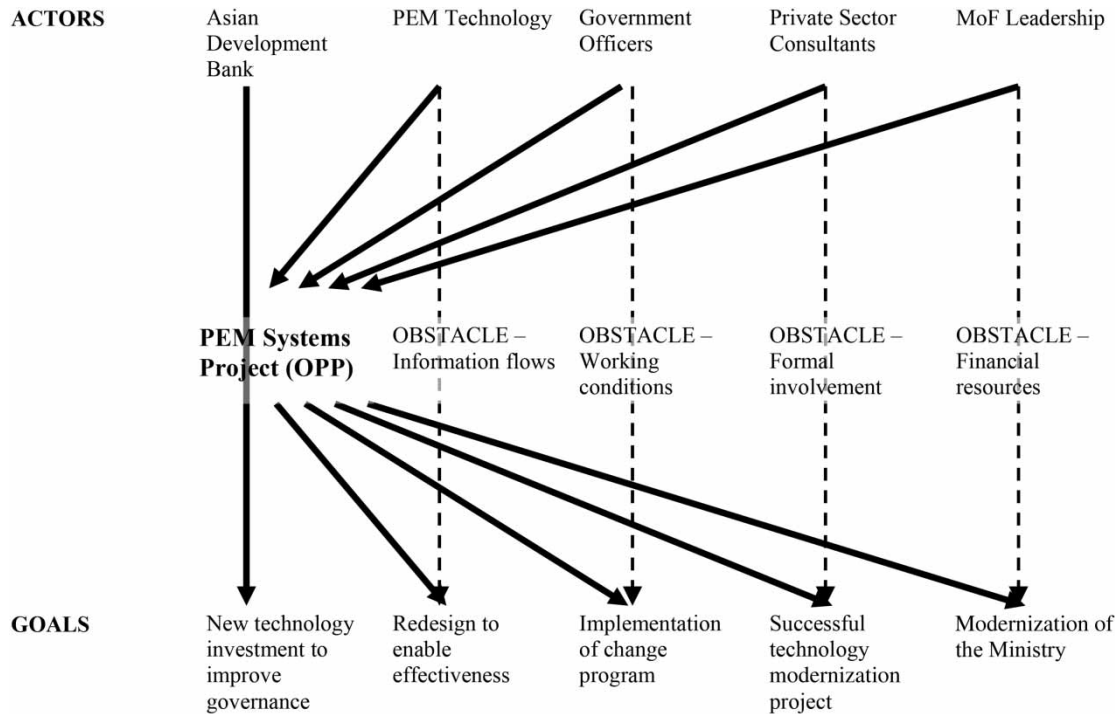 ACTORS
Asian
Development
Bank
PEM Technology
Government
Officers
Private Sector
Consultants
MoF Leadership
PEM Systems
Project (OPP)
OBSTACLE –
Information flows
OBSTACLE –
Working
conditions
OBSTACLE –
Formal
involvement
OBSTACLE –
Financial
resources
GOALS
New technology
investment to
improve
governance
Redesign to
enable
effectiveness
Implementation
of change
program
Successful
technology
modernization
project
Modernization of
the Ministry